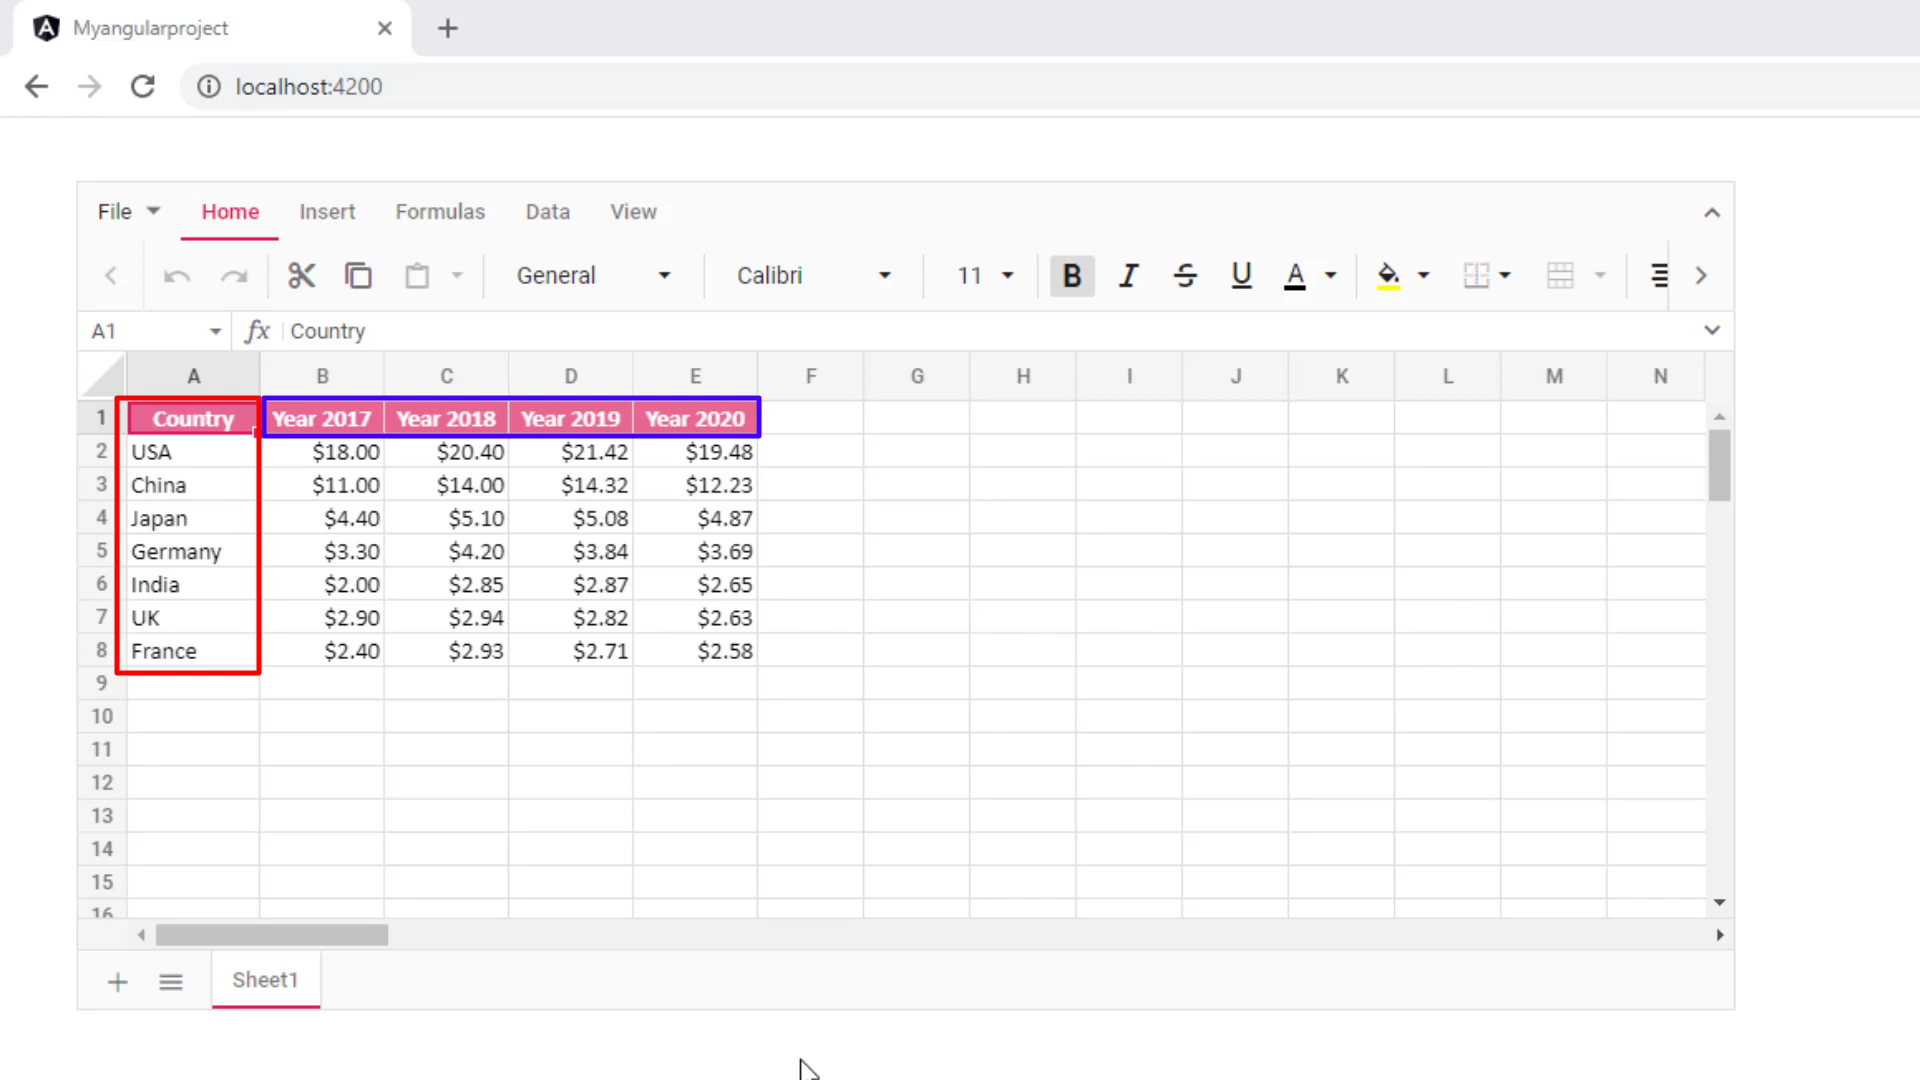 Myangularproject
localhost:4200
File Home Insert Formulas Data View
General Calibri 11 B I S U A
A1 fx Country
A B C D E F G H I J K L M N
1 Country Year 2017 Year 2018 Year 2019 Year 2020
2 USA $18.00 $20.40 $21.42 $19.48
3 China $11.00 $14.00 $14.32 $12.23
4 Japan $4.40 $5.10 $5.08 $4.87
5 Germany $3.30 $4.20 $3.84 $3.69
6 India $2.00 $2.85 $2.87 $2.65
7 UK $2.90 $2.94 $2.82 $2.63
8 France $2.40 $2.93 $2.71 $2.58
9
10
11
12
13
14
15
16
Sheet1